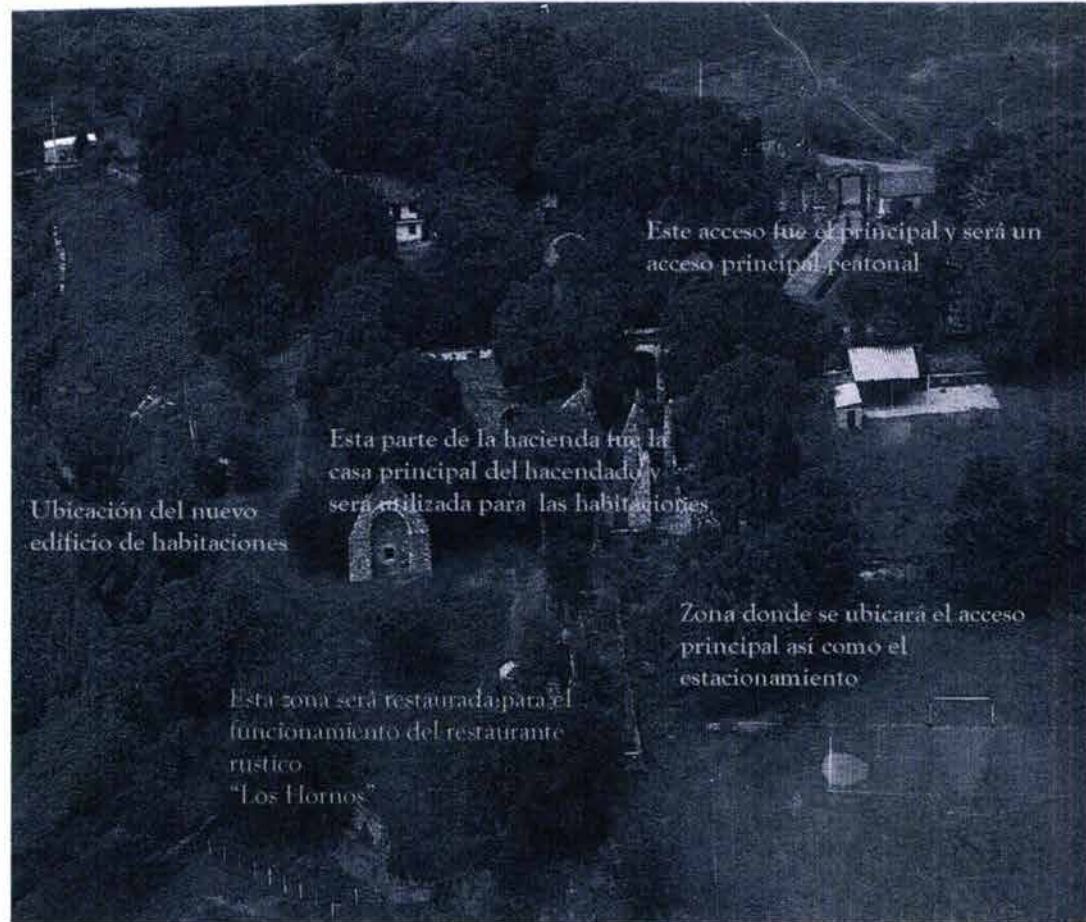 Este acceso fue el principal y será un
acceso principal peatonal
Esta parte de la hacienda fue la
casa principal del hacendado y
será utilizada para las habitaciones
Ubicación del nuevo
edificio de habitaciones
Zona donde se ubicará el acceso
principal así como el
estacionamiento
Esta zona será restaurada para el
funcionamiento del restaurante
rustico
“Los Hornos”